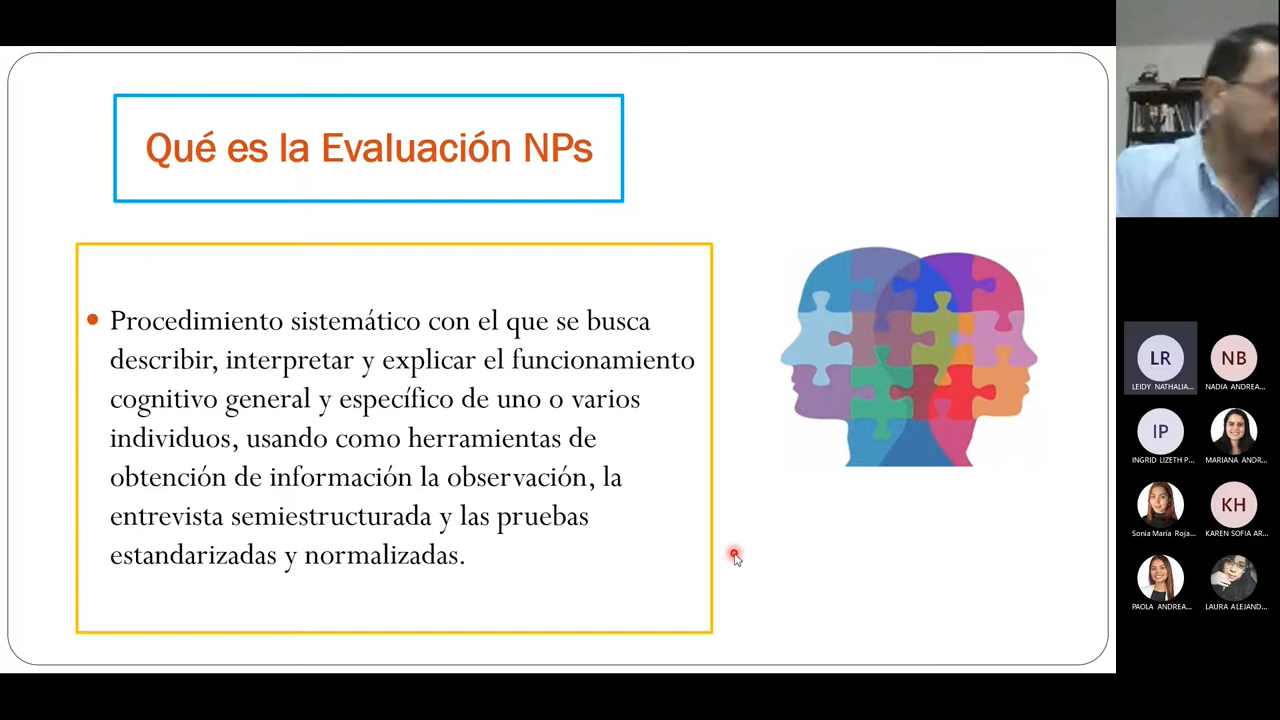 Qué es la Evaluación NPs
• Procedimiento sistemático con el que se busca
describir, interpretar y explicar el funcionamiento
cognitivo general y específico de uno o varios
individuos, usando como herramientas de
obtención de información la observación, la
entrevista semiestructurada y las pruebas
estandarizadas y normalizadas.
LR
NB
LEIDY NATHALIA...
NADIA ANDREA...
IP
INGRID LIZETH P...
MARIANA ANDR...
KH
Sonia María Roja...
KAREN SOFIA AR...
PAOLA ANDREA...
LAURA ALEJAND...